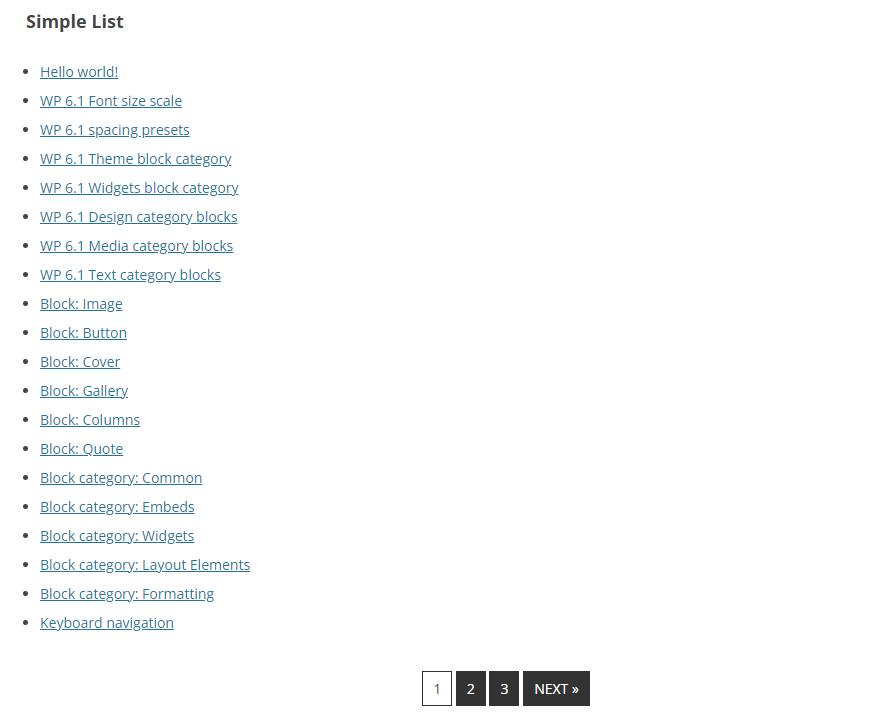 Simple List
Hello world!
WP 6.1 Font size scale
WP 6.1 spacing presets
WP 6.1 Theme block category
WP 6.1 Widgets block category
WP 6.1 Design category blocks
WP 6.1 Media category blocks
WP 6.1 Text category blocks
Block: Image
Block: Button
Block: Cover
Block: Gallery
Block: Columns
Block: Quote
Block category: Common
Block category: Embeds
Block category: Widgets
Block category: Layout Elements
Block category: Formatting
Keyboard navigation
1 2 3 NEXT »